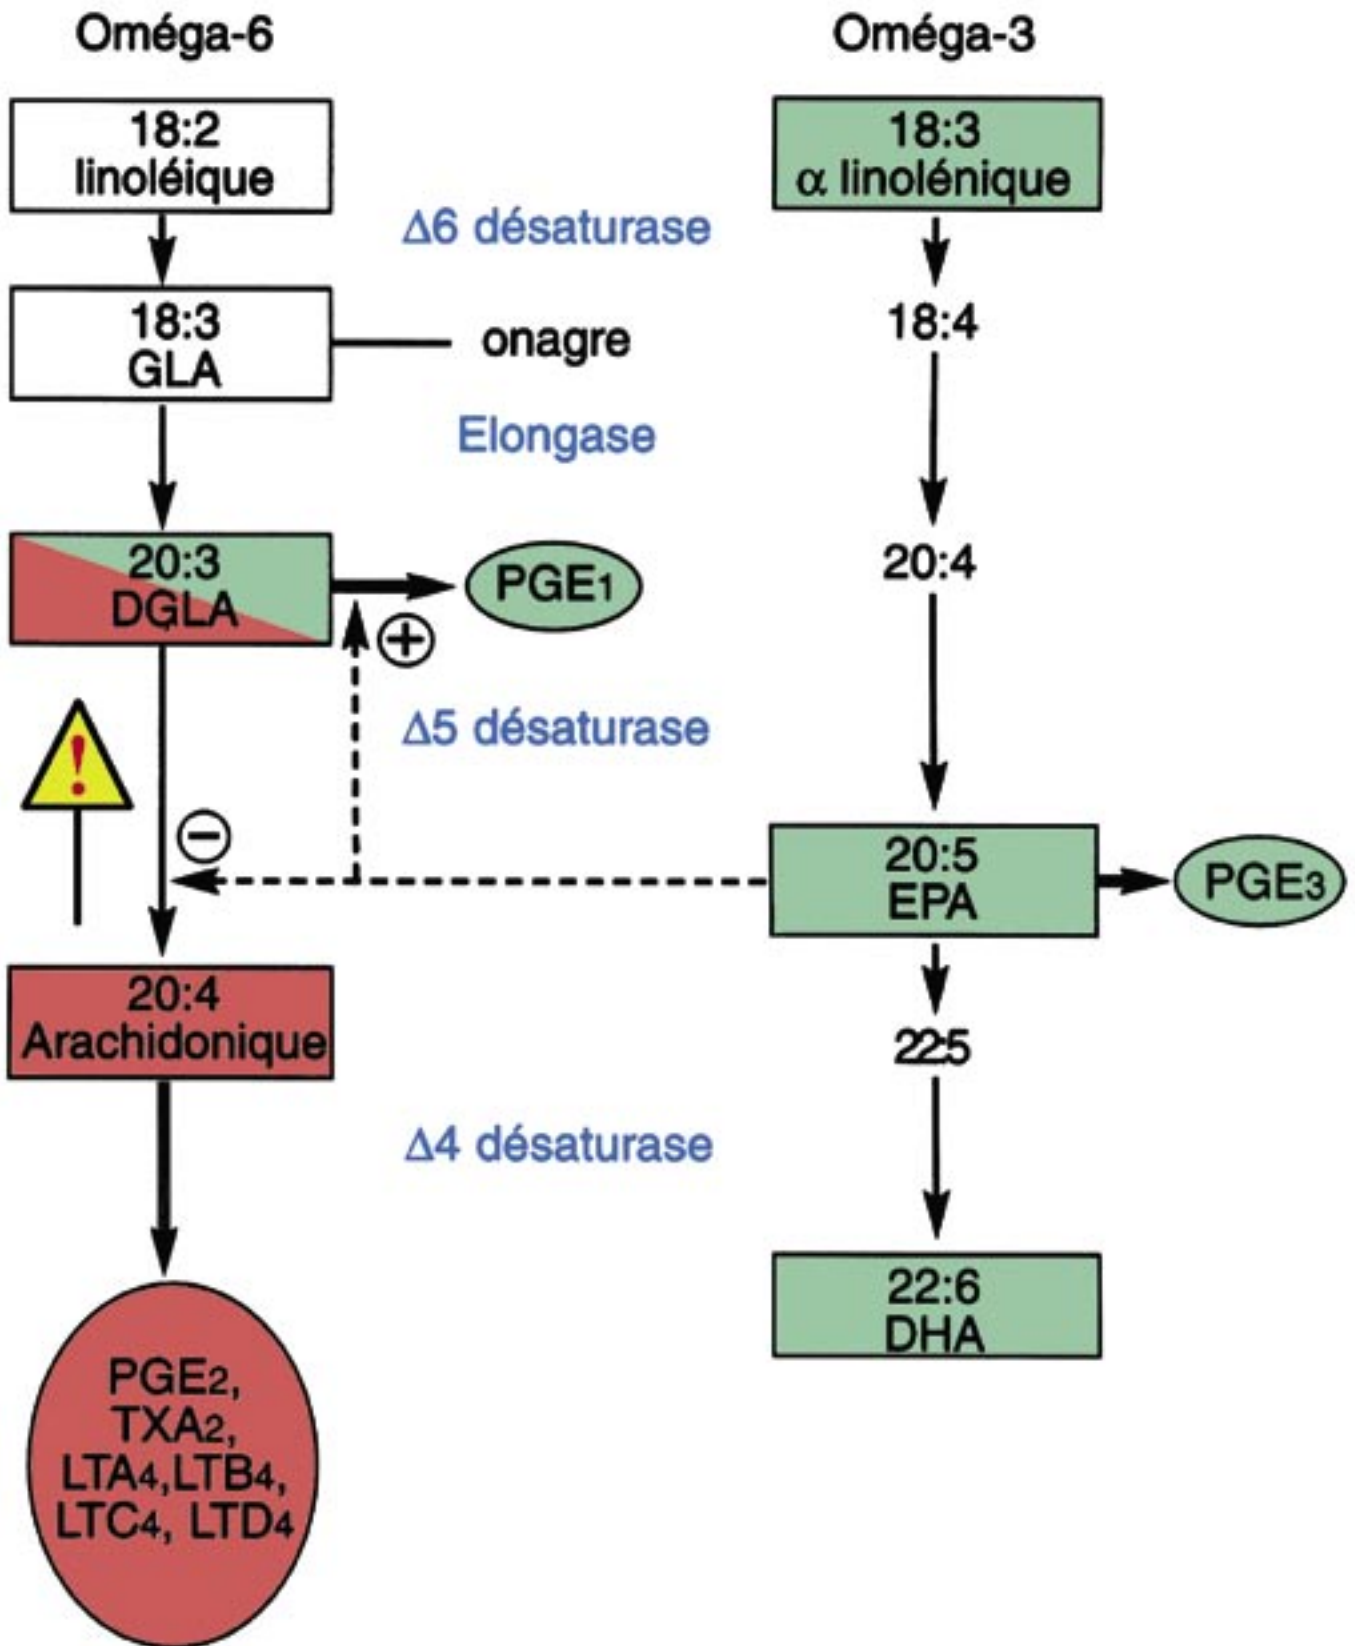 Oméga-6
Oméga-3
18:2
linoléique
18:3
α linolénique
Δ6 désaturase
18:3
GLA
onagre
18:4
Elongase
20:3
DGLA
PGE1
+
20:4
Δ5 désaturase
!
−
20:5
EPA
PGE3
20:4
Arachidonique
22:5
Δ4 désaturase
22:6
DHA
PGE2,
TXA2,
LTA4,LTB4,
LTC4, LTD4